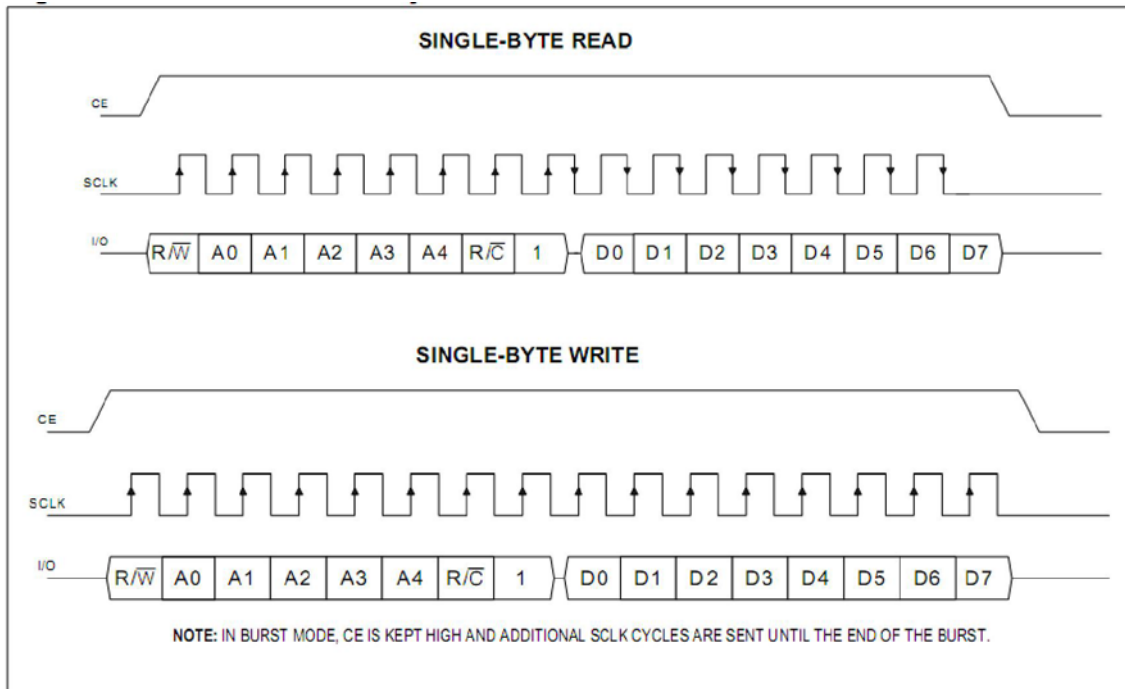 SINGLE-BYTE READ
CE
SCLK
I/O R/W̅ A0 A1 A2 A3 A4 R/C̅ 1 D0 D1 D2 D3 D4 D5 D6 D7
SINGLE-BYTE WRITE
CE
SCLK
I/O R/W̅ A0 A1 A2 A3 A4 R/C̅ 1 D0 D1 D2 D3 D4 D5 D6 D7
NOTE: IN BURST MODE, CE IS KEPT HIGH AND ADDITIONAL SCLK CYCLES ARE SENT UNTIL THE END OF THE BURST.